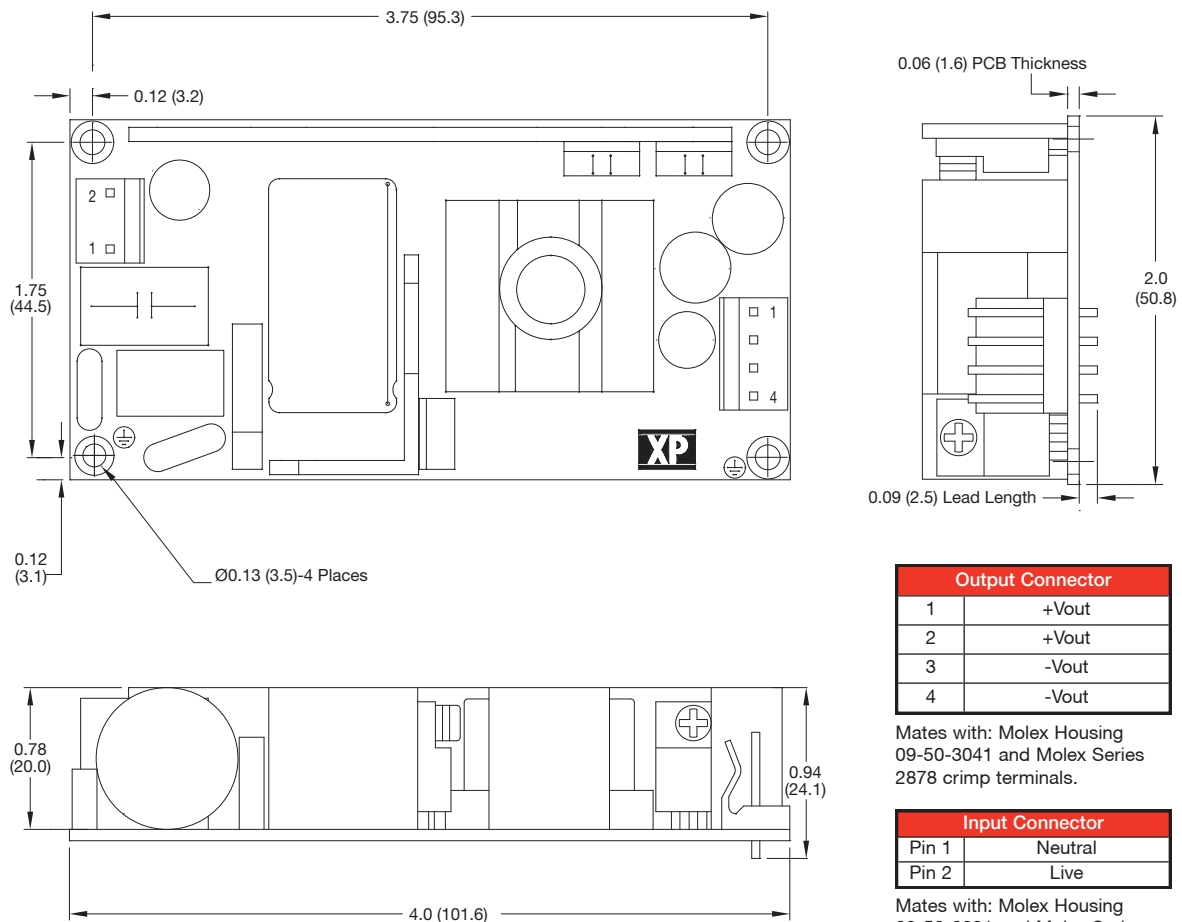 3.75 (95.3)
0.12 (3.2)
2
1
1.75
(44.5)
1
4
XP
0.12
(3.1)
Ø0.13 (3.5)-4 Places
0.06 (1.6) PCB Thickness
2.0
(50.8)
0.09 (2.5) Lead Length
0.78
(20.0)
0.94
(24.1)
4.0 (101.6)
Output Connector
1 +Vout
2 +Vout
3 -Vout
4 -Vout
Mates with: Molex Housing
09-50-3041 and Molex Series
2878 crimp terminals.
Input Connector
Pin 1 Neutral
Pin 2 Live
Mates with: Molex Housing